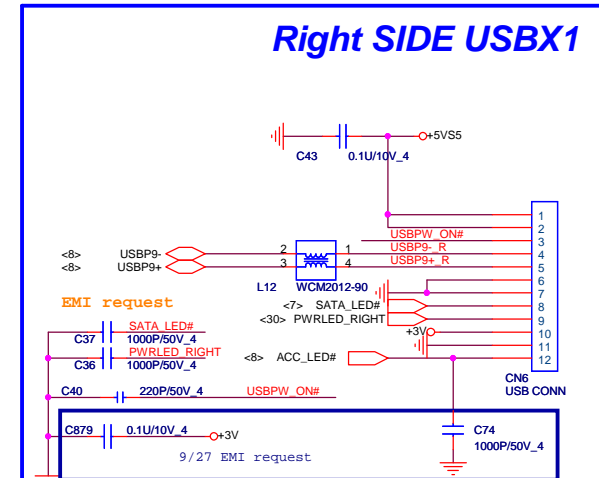 Right SIDE USBX1
+5VS5
C43 0.1U/10V_4
1
2
USBPW_ON# 3
<8> USBP9- 2 1 USBP9-_R 4
<8> USBP9+ 3 4 USBP9+_R 5
L12 WCM2012-90
6
7
EMI request
<7> SATA_LED# 8
<30> PWRLED_RIGHT 9
+3V 10
11
<8> ACC_LED# 12
CN6
USB CONN
SATA_LED#
C37 1000P/50V_4
PWRLED_RIGHT
C36 1000P/50V_4
C40 220P/50V_4 USBPW_ON#
C879 0.1U/10V_4 +3V
C74
1000P/50V_4
9/27 EMI request